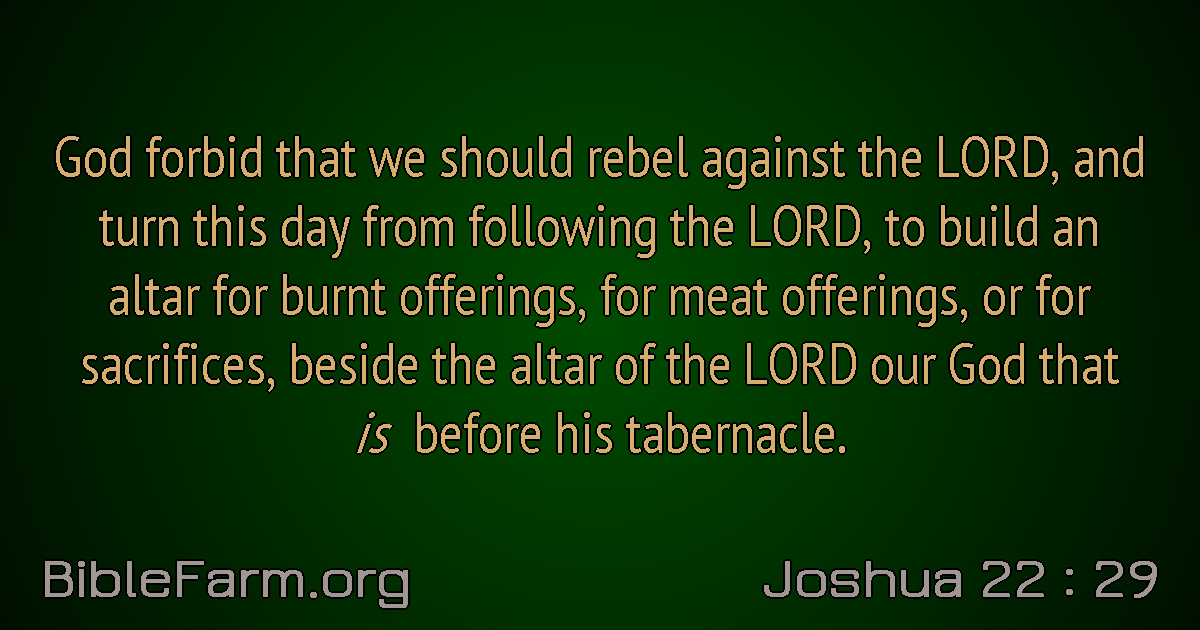 God forbid that we should rebel against the LORD, and
turn this day from following the LORD, to build an
altar for burnt offerings, for meat offerings, or for
sacrifices, beside the altar of the LORD our God that
is before his tabernacle.
BibleFarm.org
Joshua 22 : 29